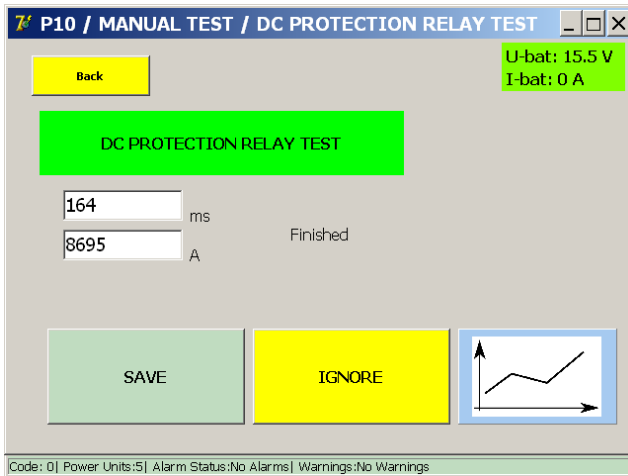 P10 / MANUAL TEST / DC PROTECTION RELAY TEST
Back
U-bat: 15.5 V
I-bat: 0 A
DC PROTECTION RELAY TEST
164 ms
Finished
8695 A
SAVE
IGNORE
Code: 0| Power Units:5| Alarm Status:No Alarms| Warnings:No Warnings